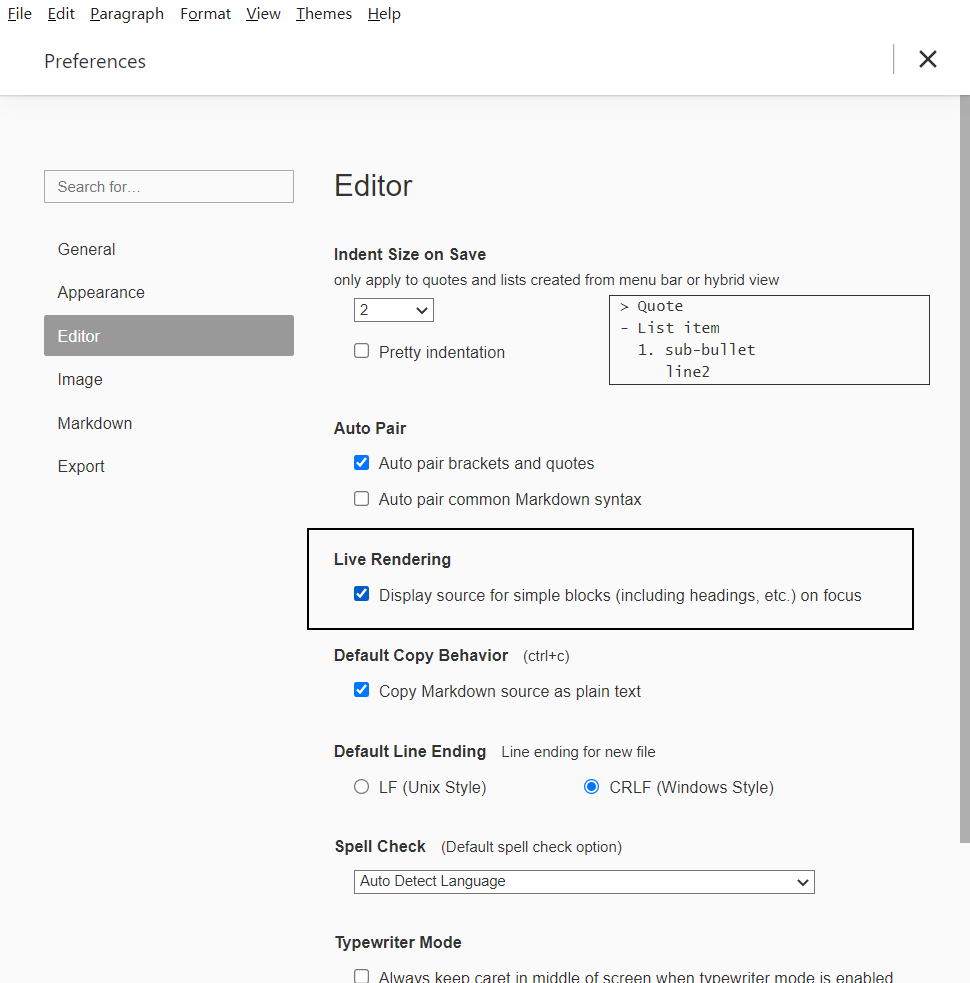 File Edit Paragraph Format View Themes Help
Preferences
Search for...
General
Appearance
Editor
Image
Markdown
Export
Editor
Indent Size on Save
only apply to quotes and lists created from menu bar or hybrid view
2
Pretty indentation
> Quote
- List item
1. sub-bullet
line2
Auto Pair
Auto pair brackets and quotes
Auto pair common Markdown syntax
Live Rendering
Display source for simple blocks (including headings, etc.) on focus
Default Copy Behavior (ctrl+c)
Copy Markdown source as plain text
Default Line Ending Line ending for new file
LF (Unix Style) CRLF (Windows Style)
Spell Check (Default spell check option)
Auto Detect Language
Typewriter Mode
Always keep caret in middle of screen when typewriter mode is enabled